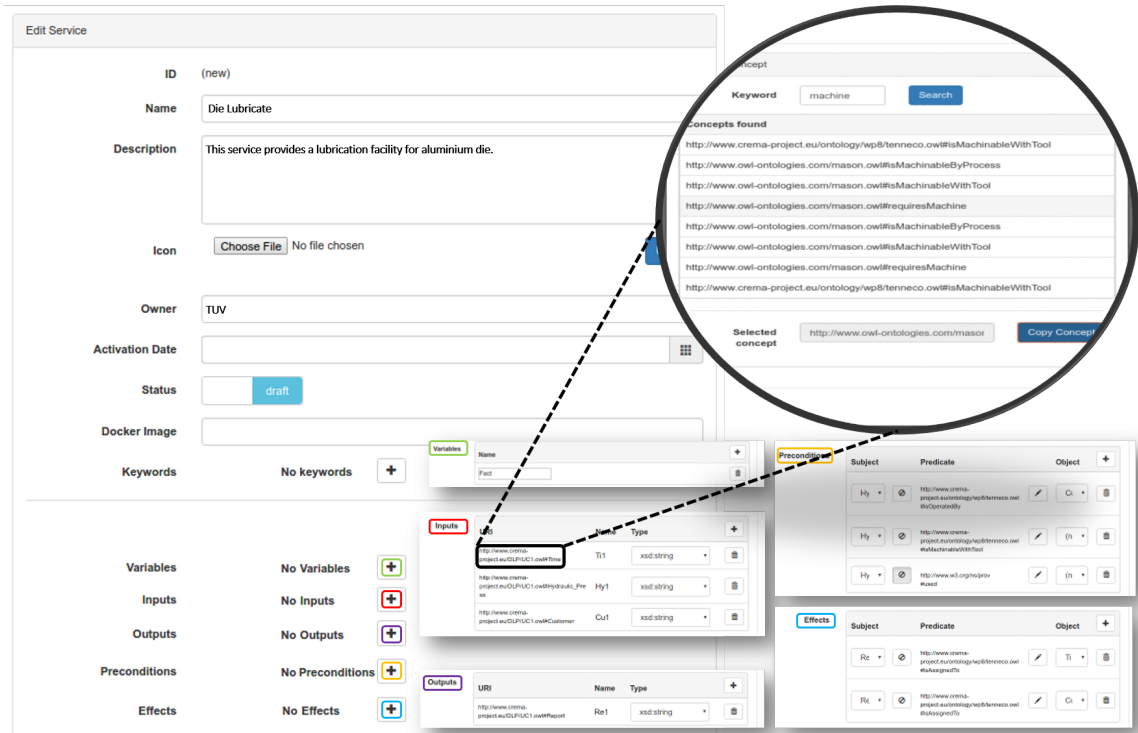 Edit Service
ID (new)
Name Die Lubricate
Description This service provides a lubrication facility for aluminium die.
Icon Choose File No file chosen
Owner TUV
Activation Date
Status draft
Docker Image
Keywords No keywords +
Variables No Variables +
Inputs No Inputs +
Outputs No Outputs +
Preconditions No Preconditions +
Effects No Effects +
Keyword machine Search
Concepts found
http://www.crema-project.eu/ontology/wp8/tenneco.owl#isMachinableWithTool
http://www.owl-ontologies.com/mason.owl#isMachinableByProcess
http://www.owl-ontologies.com/mason.owl#isMachinableWithTool
http://www.owl-ontologies.com/mason.owl#requiresMachine
http://www.owl-ontologies.com/mason.owl#isMachinableByProcess
http://www.owl-ontologies.com/mason.owl#isMachinableWithTool
http://www.owl-ontologies.com/mason.owl#requiresMachine
http://www.crema-project.eu/ontology/wp8/tenneco.owl#isMachinableWithTool
Selected http://www.owl-ontologies.com/mason Copy Concept
concept
Variables
Name +
Fact
Inputs
URI Name Type +
http://www.crema-
project.eu/DLP/UC1.owl#Time Ti1 xsd:string
http://www.crema-
project.eu/DLP/UC1.owl#Hydraulic_Pre Hy1 xsd:string
ss
http://www.crema-
project.eu/DLP/UC1.owl#Customer Cu1 xsd:string
Outputs
URI Name Type +
http://www.crema-
project.eu/DLP/UC1.owl#Report Re1 xsd:string
Preconditions
Subject Predicate Object +
Hy http://www.crema-
project.eu/ontology/wp8/tenneco.owl
#isOperatedBy
Hy http://www.crema-
project.eu/ontology/wp8/tenneco.owl (n
#isMachinableWithTool
Hy http://www.w3.org/ns/prov (n
#used
Effects
Subject Predicate Object +
Re http://www.crema-
project.eu/ontology/wp8/tenneco.owl Ti
#isAssignedTo
http://www.crema-
project.eu/ontology/wp8/tenneco.owl
#isAssignedTo